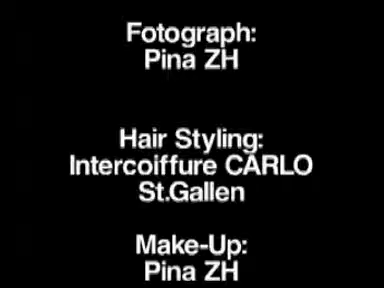 Fotograph:
Pina ZH
Hair Styling:
Intercoiffure CARLO
St.Gallen
Make-Up:
Pina ZH